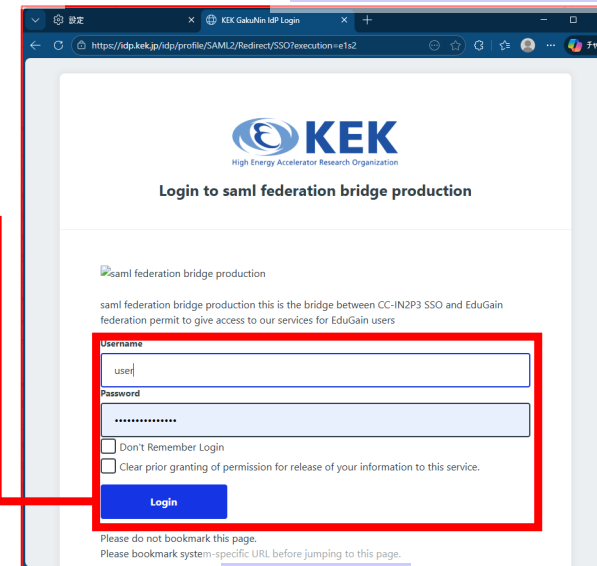 設定
KEK GakuNin IdP Login
https://idp.kek.jp/idp/profile/SAML2/Redirect/SSO?execution=e1s2
KEK
High Energy Accelerator Research Organization
Login to saml federation bridge production
saml federation bridge production
saml federation bridge production this is the bridge between CC-IN2P3 SSO and EduGain
federation permit to give access to our services for EduGain users
Username
user
Password
•••••••••••••••
Don't Remember Login
Clear prior granting of permission for release of your information to this service.
Login
Please do not bookmark this page.
Please bookmark system-specific URL before jumping to this page.